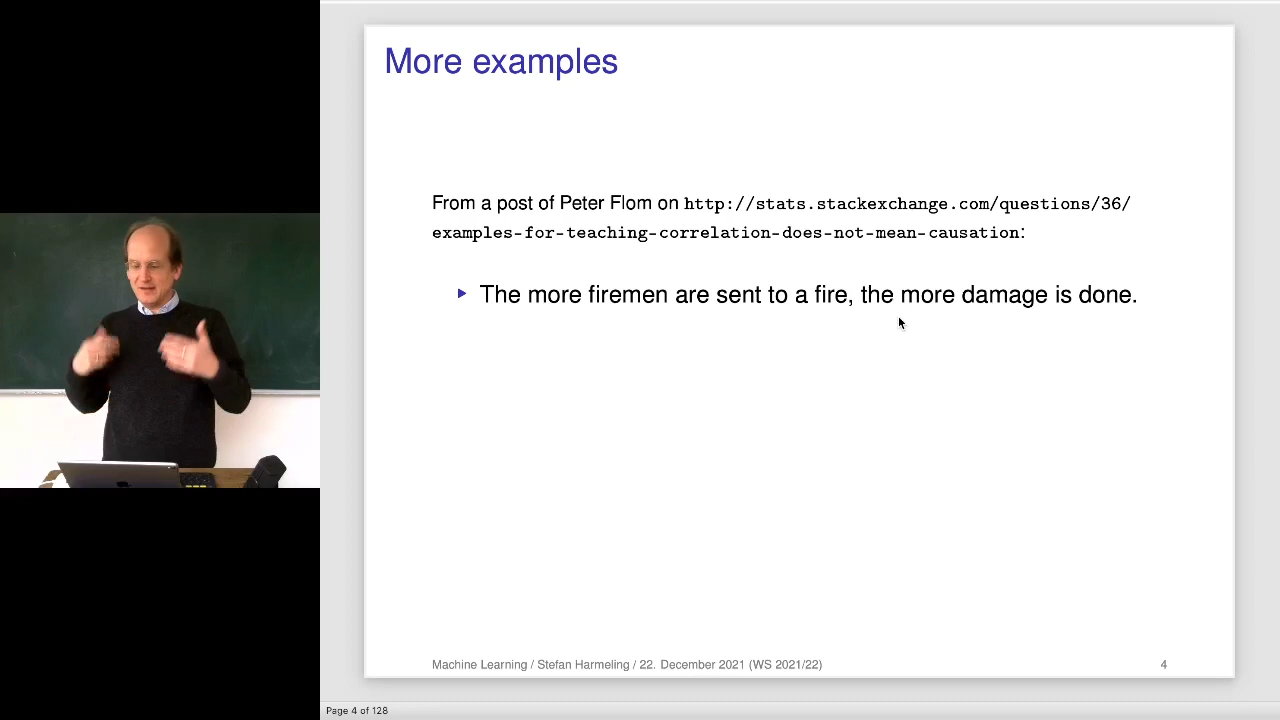 More examples
From a post of Peter Flom on http://stats.stackexchange.com/questions/36/
examples-for-teaching-correlation-does-not-mean-causation:
▸ The more firemen are sent to a fire, the more damage is done.
Machine Learning / Stefan Harmeling / 22. December 2021 (WS 2021/22) 4
Page 4 of 128